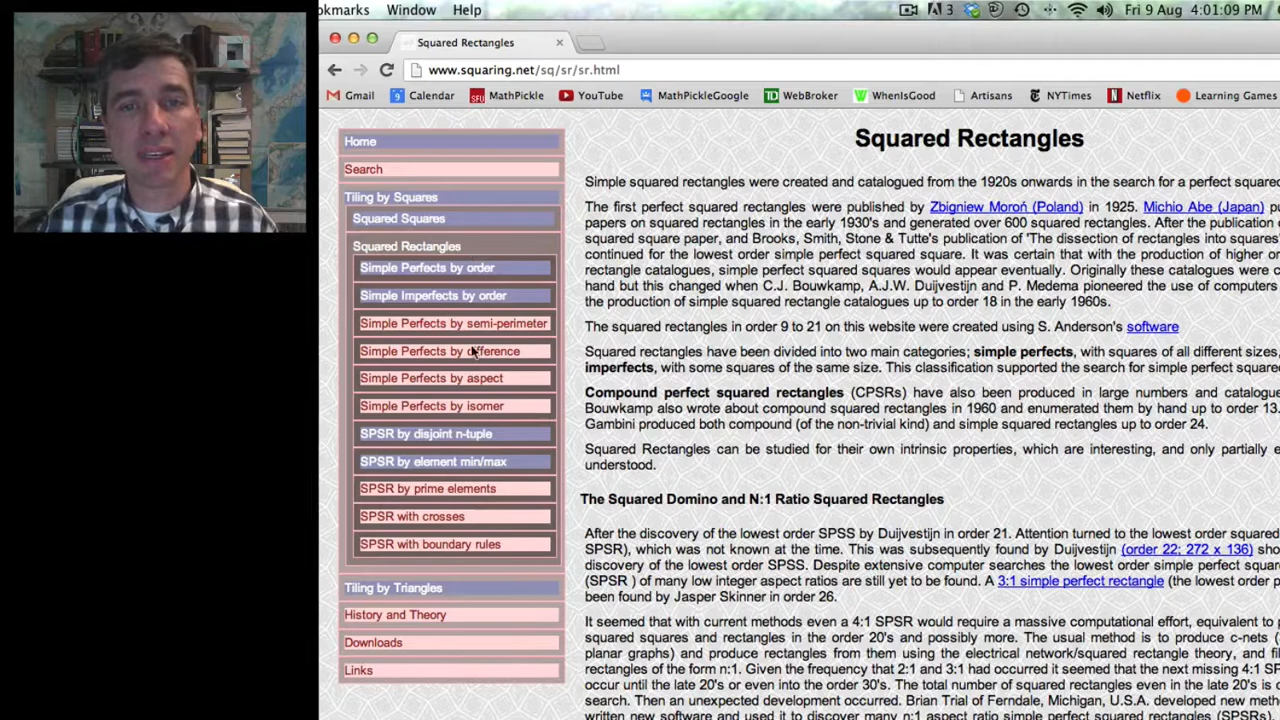 okmarks Window Help 3 Fri 9 Aug 4:01:09 PM
Squared Rectangles
www.squaring.net/sq/sr/sr.html
Gmail Calendar MathPickle YouTube MathPickleGoogle WebBroker WhenIsGood Artisans NYTimes Netflix Learning Games
Home
Search
Tiling by Squares
Squared Squares
Squared Rectangles
Simple Perfects by order
Simple Imperfects by order
Simple Perfects by semi-perimeter
Simple Perfects by difference
Simple Perfects by aspect
Simple Perfects by isomer
SPSR by disjoint n-tuple
SPSR by element min/max
SPSR by prime elements
SPSR with crosses
SPSR with boundary rules
Tiling by Triangles
History and Theory
Downloads
Links
Squared Rectangles
Simple squared rectangles were created and catalogued from the 1920s onwards in the search for a perfect square
The first perfect squared rectangles were published by Zbigniew Moroń (Poland) in 1925. Michio Abe (Japan) pu
papers on squared rectangles in the early 1930's and generated over 600 squared rectangles. After the publication
squared square paper, and Brooks, Smith, Stone & Tutte's publication of 'The dissection of rectangles into squares
continued for the lowest order simple perfect squared square. It was certain that with the production of higher or
rectangle catalogues, simple perfect squared squares would appear eventually. Originally these catalogues were c
hand but this changed when C.J. Bouwkamp, A.J.W. Duijvestijn and P. Medema pioneered the use of computers
the production of simple squared rectangle catalogues up to order 18 in the early 1960s.
The squared rectangles in order 9 to 21 on this website were created using S. Anderson's software
Squared rectangles have been divided into two main categories; simple perfects, with squares of all different sizes
imperfects, with some squares of the same size. This classification supported the search for simple perfect square
Compound perfect squared rectangles (CPSRs) have also been produced in large numbers and catalogue
Bouwkamp also wrote about compound squared rectangles in 1960 and enumerated them by hand up to order 13.
Gambini produced both compound (of the non-trivial kind) and simple squared rectangles up to order 24.
Squared Rectangles can be studied for their own intrinsic properties, which are interesting, and only partially e
understood.
The Squared Domino and N:1 Ratio Squared Rectangles
After the discovery of the lowest order SPSS by Duijvestijn in order 21. Attention turned to the lowest order square
SPSR), which was not known at the time. This was subsequently found by Duijvestijn (order 22; 272 x 136) sho
discovery of the lowest order SPSS. Despite extensive computer searches the lowest order simple perfect square
(SPSR ) of many low integer aspect ratios are still yet to be found. A 3:1 simple perfect rectangle (the lowest order p
been found by Jasper Skinner in order 26.
It seemed that with current methods even a 4:1 SPSR would require a massive computational effort, equivalent to p
squared squares and rectangles in the order 20's and possibly more. The usual method is to produce c-nets (
planar graphs) and produce rectangles from them using the electrical network/squared rectangle theory, and fil
rectangles of the form n:1. Given the frequency that 2:1 and 3:1 had occurred it seemed that the next missing 4:1 SP
occur until the late 20's or even into the order 30's. The total number of squared rectangles even in the late 20's is c
search. Then an unexpected development occurred. Brian Trial of Ferndale, Michigan, U.S.A. developed new meth
written new software and used it to discover many n:1 aspect ratio simple perfect squared rectangles (SPSRs).